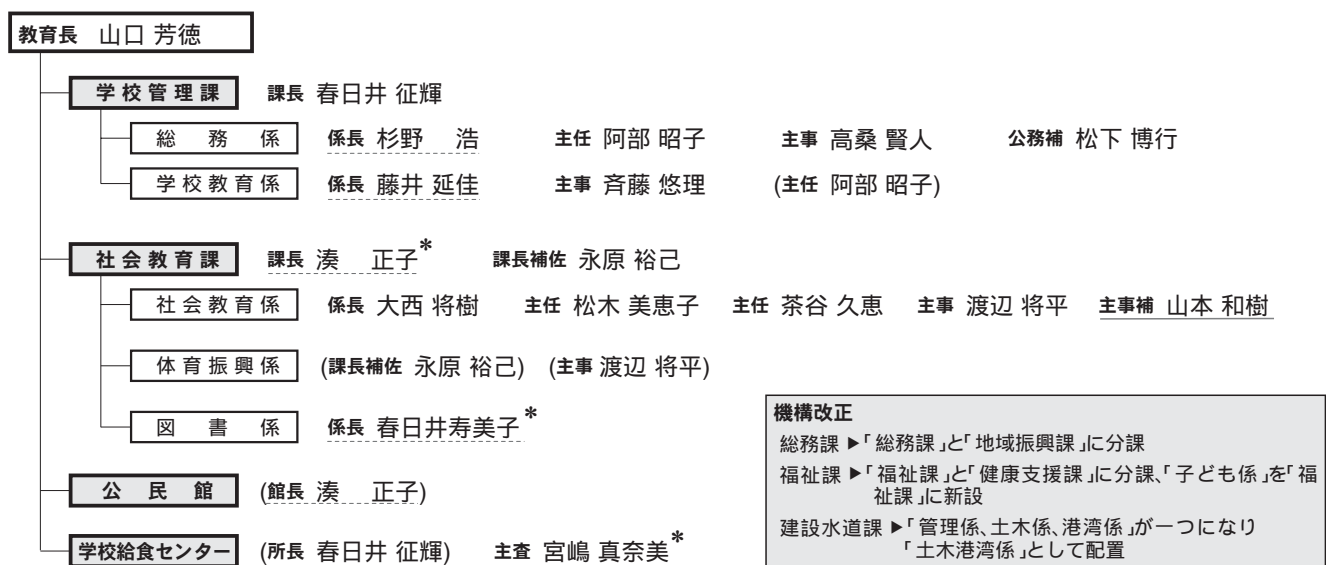 教育長 山口 芳徳
学校管理課 課長 春日井 征輝
総務係 係長 杉野 浩 主任 阿部 昭子 主事 高桑 賢人 公務補 松下 博行
学校教育係 係長 藤井 延佳 主事 斉藤 悠理 (主任 阿部 昭子)
社会教育課 課長 湊 正子* 課長補佐 永原 裕己
社会教育係 係長 大西 将樹 主任 松木 美恵子 主任 茶谷 久恵 主事 渡辺 将平 主事補 山本 和樹
体育振興係 (課長補佐 永原 裕己) (主事 渡辺 将平)
図書係 係長 春日井寿美子*
公民館 (館長 湊 正子)
学校給食センター (所長 春日井 征輝) 主査 宮嶋 真奈美*
機構改正
総務課▶「総務課」と「地域振興課」に分課
福祉課▶「福祉課」と「健康支援課」に分課、「子ども係」を「福
祉課」に新設
建設水道課▶「管理係、土木係、港湾係」が一つになり
「土木港湾係」として配置